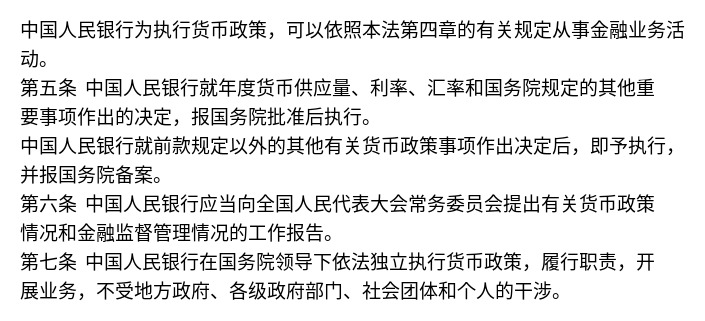 中国人民银行为执行货币政策，可以依照本法第四章的有关规定从事金融业务活
动。
第五条 中国人民银行就年度货币供应量、利率、汇率和国务院规定的其他重
要事项作出的决定，报国务院批准后执行。
中国人民银行就前款规定以外的其他有关货币政策事项作出决定后，即予执行，
并报国务院备案。
第六条 中国人民银行应当向全国人民代表大会常务委员会提出有关货币政策
情况和金融监督管理情况的工作报告。
第七条 中国人民银行在国务院领导下依法独立执行货币政策，履行职责，开
展业务，不受地方政府、各级政府部门、社会团体和个人的干涉。